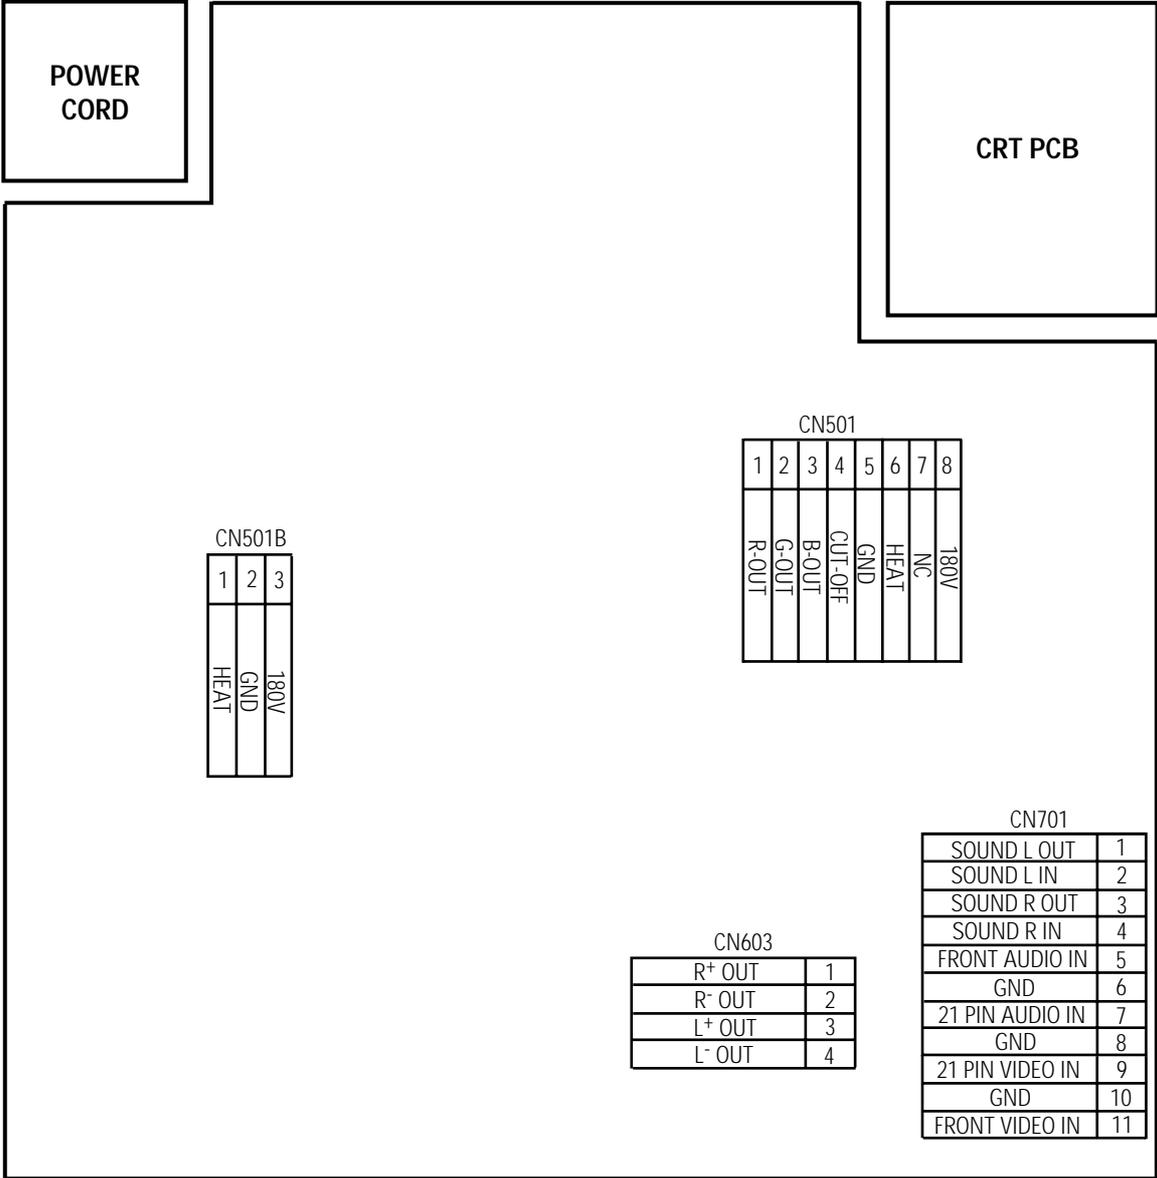 POWER
CORD
CRT PCB
CN501
1 2 3 4 5 6 7 8
R-OUT G-OUT B-OUT CUT-OFF GND HEAT NC 180V
CN501B
1 2 3
HEAT GND 180V
CN701
SOUND L OUT 1
SOUND L IN 2
SOUND R OUT 3
SOUND R IN 4
FRONT AUDIO IN 5
GND 6
21 PIN AUDIO IN 7
GND 8
21 PIN VIDEO IN 9
GND 10
FRONT VIDEO IN 11
CN603
R+ OUT 1
R- OUT 2
L+ OUT 3
L- OUT 4